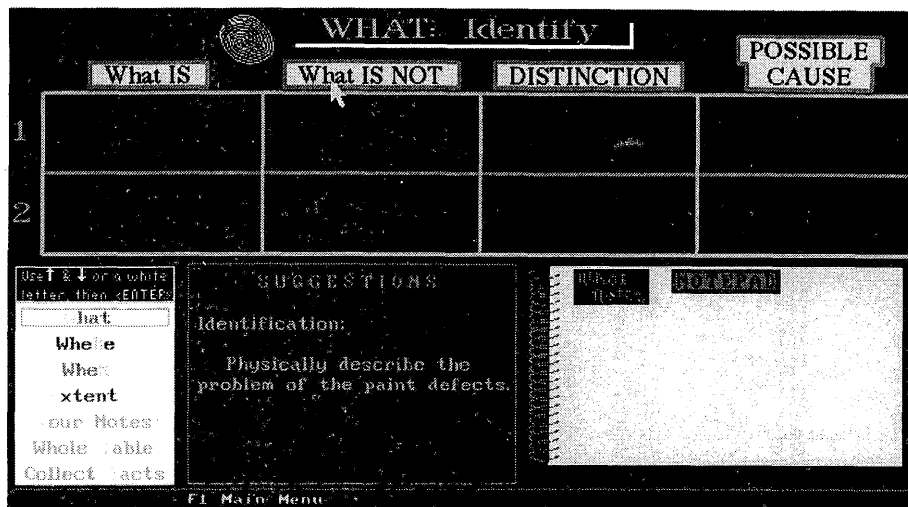 WHAT: Identify
What IS
What IS NOT
DISTINCTION
POSSIBLE
CAUSE
1
2
Use ↑ & ↓ or a white
letter, then <ENTER>
hat
Whe e
Whe
xtent
our Notes
Whole able
Collect acts
SUGGESTIONS
Identification:
Physically describe the
problem of the paint defects.
What
NOTEPAD
F1 Main Menu